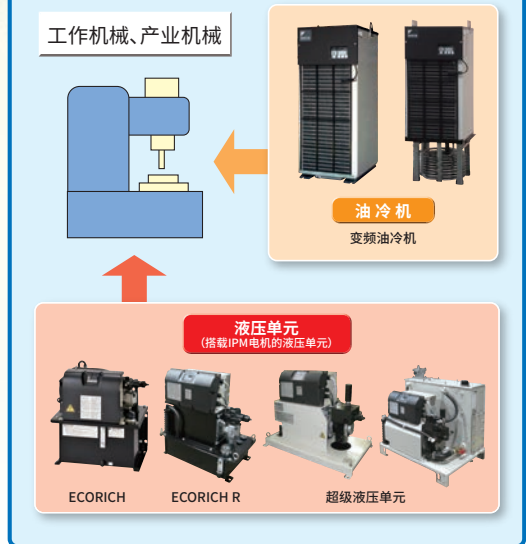 工作机械、产业机械
油冷机
变频油冷机
液压单元
（搭载IPM电机的液压单元）
ECORICH
ECORICH R
超级液压单元